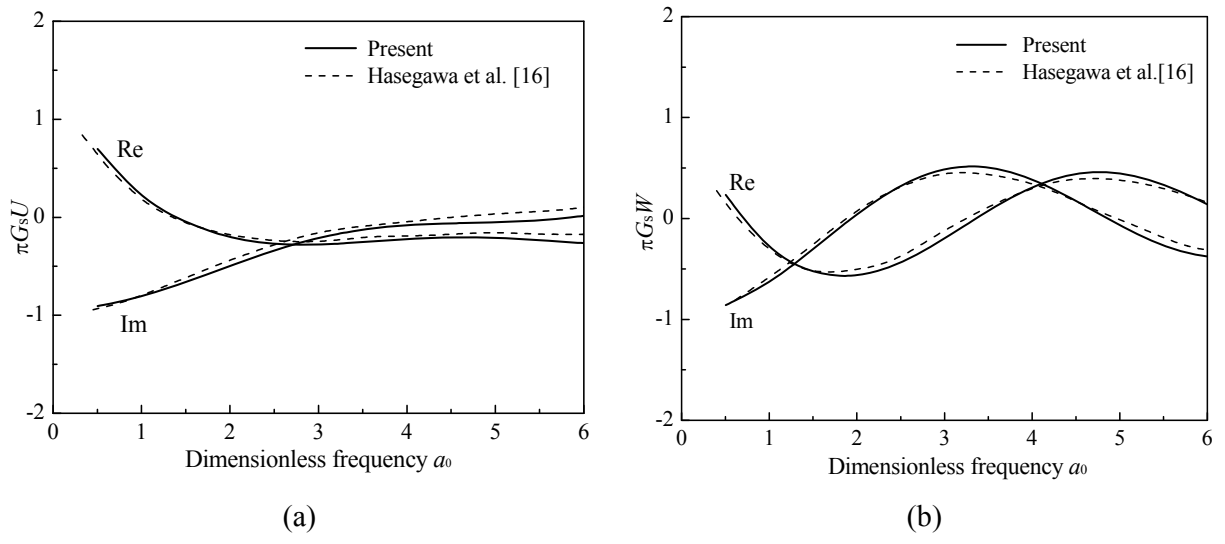 2
1
0
-1
-2
πGsU
Present
Hasegawa et al. [16]
Re
Im
0 1 2 3 4 5 6
Dimensionless frequency a0
(a)
2
1
0
-1
-2
πGsW
Present
Hasegawa et al.[16]
Re
Im
0 1 2 3 4 5 6
Dimensionless frequency a0
(b)